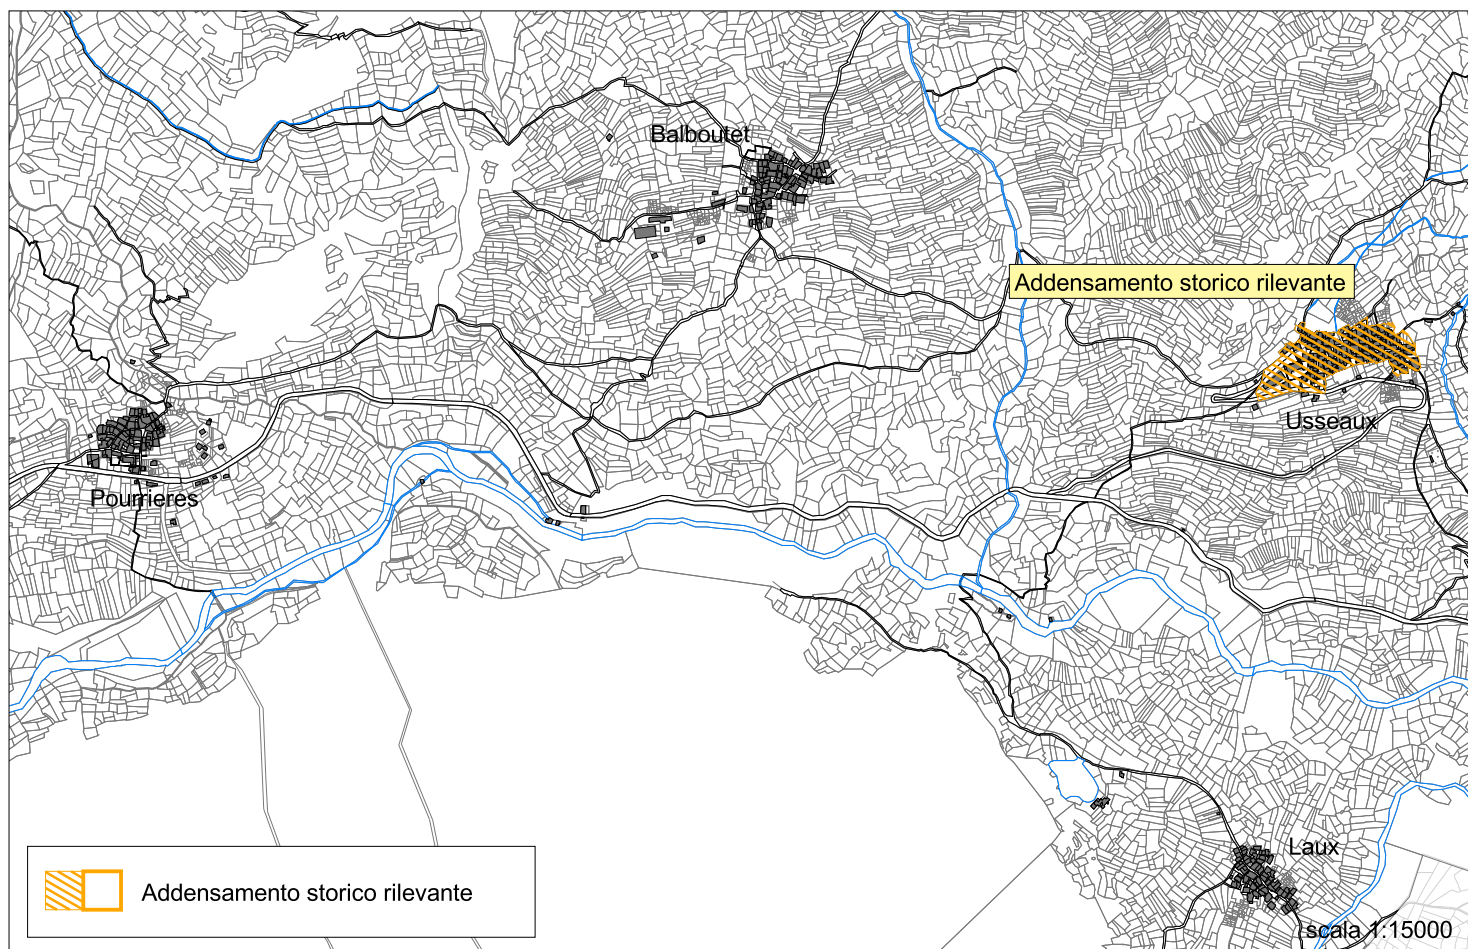 Balboutet
Addensamento storico rilevante
Usseaux
Pourrieres
Laux
Addensamento storico rilevante
scala 1:15000